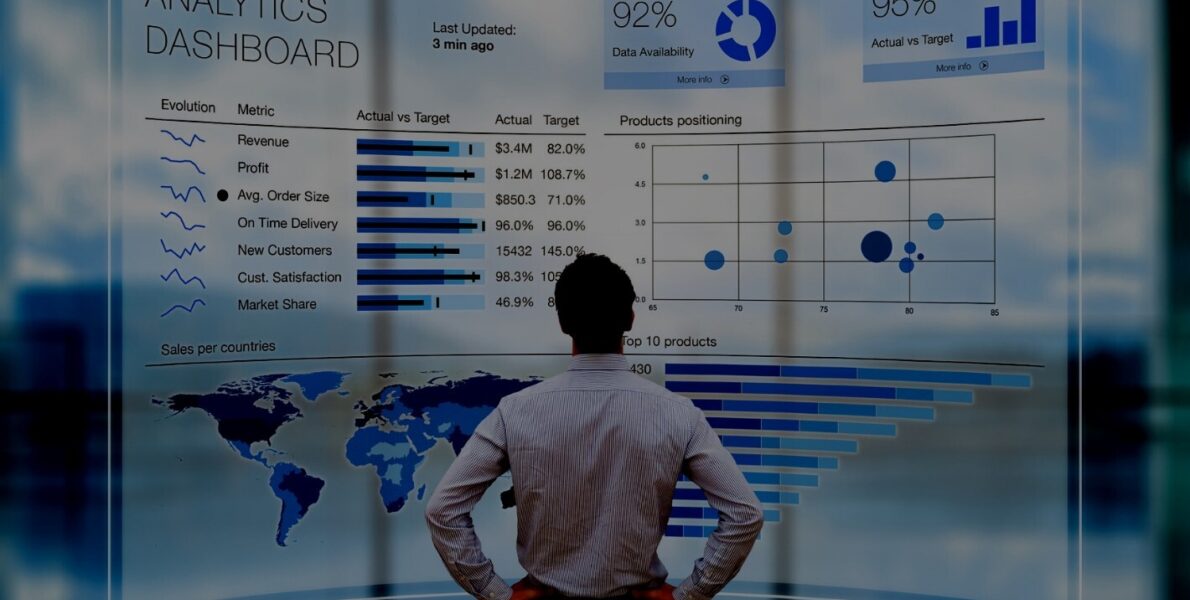 ANALYTICS
DASHBOARD
Last Updated:
3 min ago
92%
Data Availability
More info
95%
Actual vs Target
More info
Evolution Metric Actual vs Target Actual Target
Revenue $3.4M 82.0%
Profit $1.2M 108.7%
Avg. Order Size $850.3 71.0%
On Time Delivery 96.0% 96.0%
New Customers 15432 145.0%
Cust. Satisfaction 98.3%
Market Share 46.9%
Products positioning
6.0
4.5
3.0
1.5
0.0
65 70 75 80 85
Sales per countries
Top 10 products
430